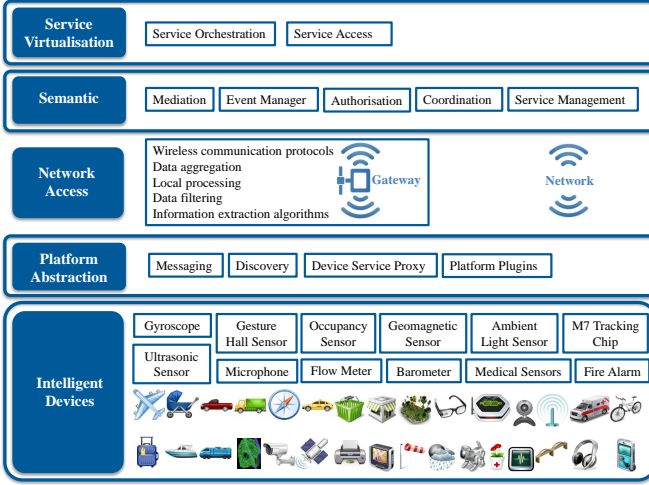 Service
Virtualisation
Service Orchestration
Service Access
Semantic
Mediation
Event Manager
Authorisation
Coordination
Service Management
Network
Access
Wireless communication protocols
Data aggregation
Local processing
Data filtering
Information extraction algorithms
Gateway
Network
Platform
Abstraction
Messaging
Discovery
Device Service Proxy
Platform Plugins
Intelligent
Devices
Gyroscope
Gesture
Hall Sensor
Occupancy
Sensor
Geomagnetic
Sensor
Ambient
Light Sensor
M7 Tracking
Chip
Ultrasonic
Sensor
Microphone
Flow Meter
Barometer
Medical Sensors
Fire Alarm